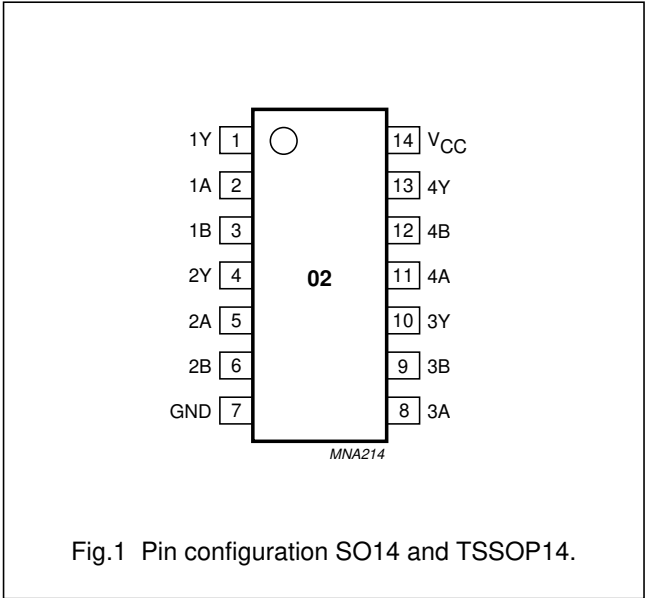 1Y 1 14 VCC
1A 2 13 4Y
1B 3 12 4B
2Y 4 02 11 4A
2A 5 10 3Y
2B 6 9 3B
GND 7 8 3A
MNA214
Fig.1 Pin configuration SO14 and TSSOP14.